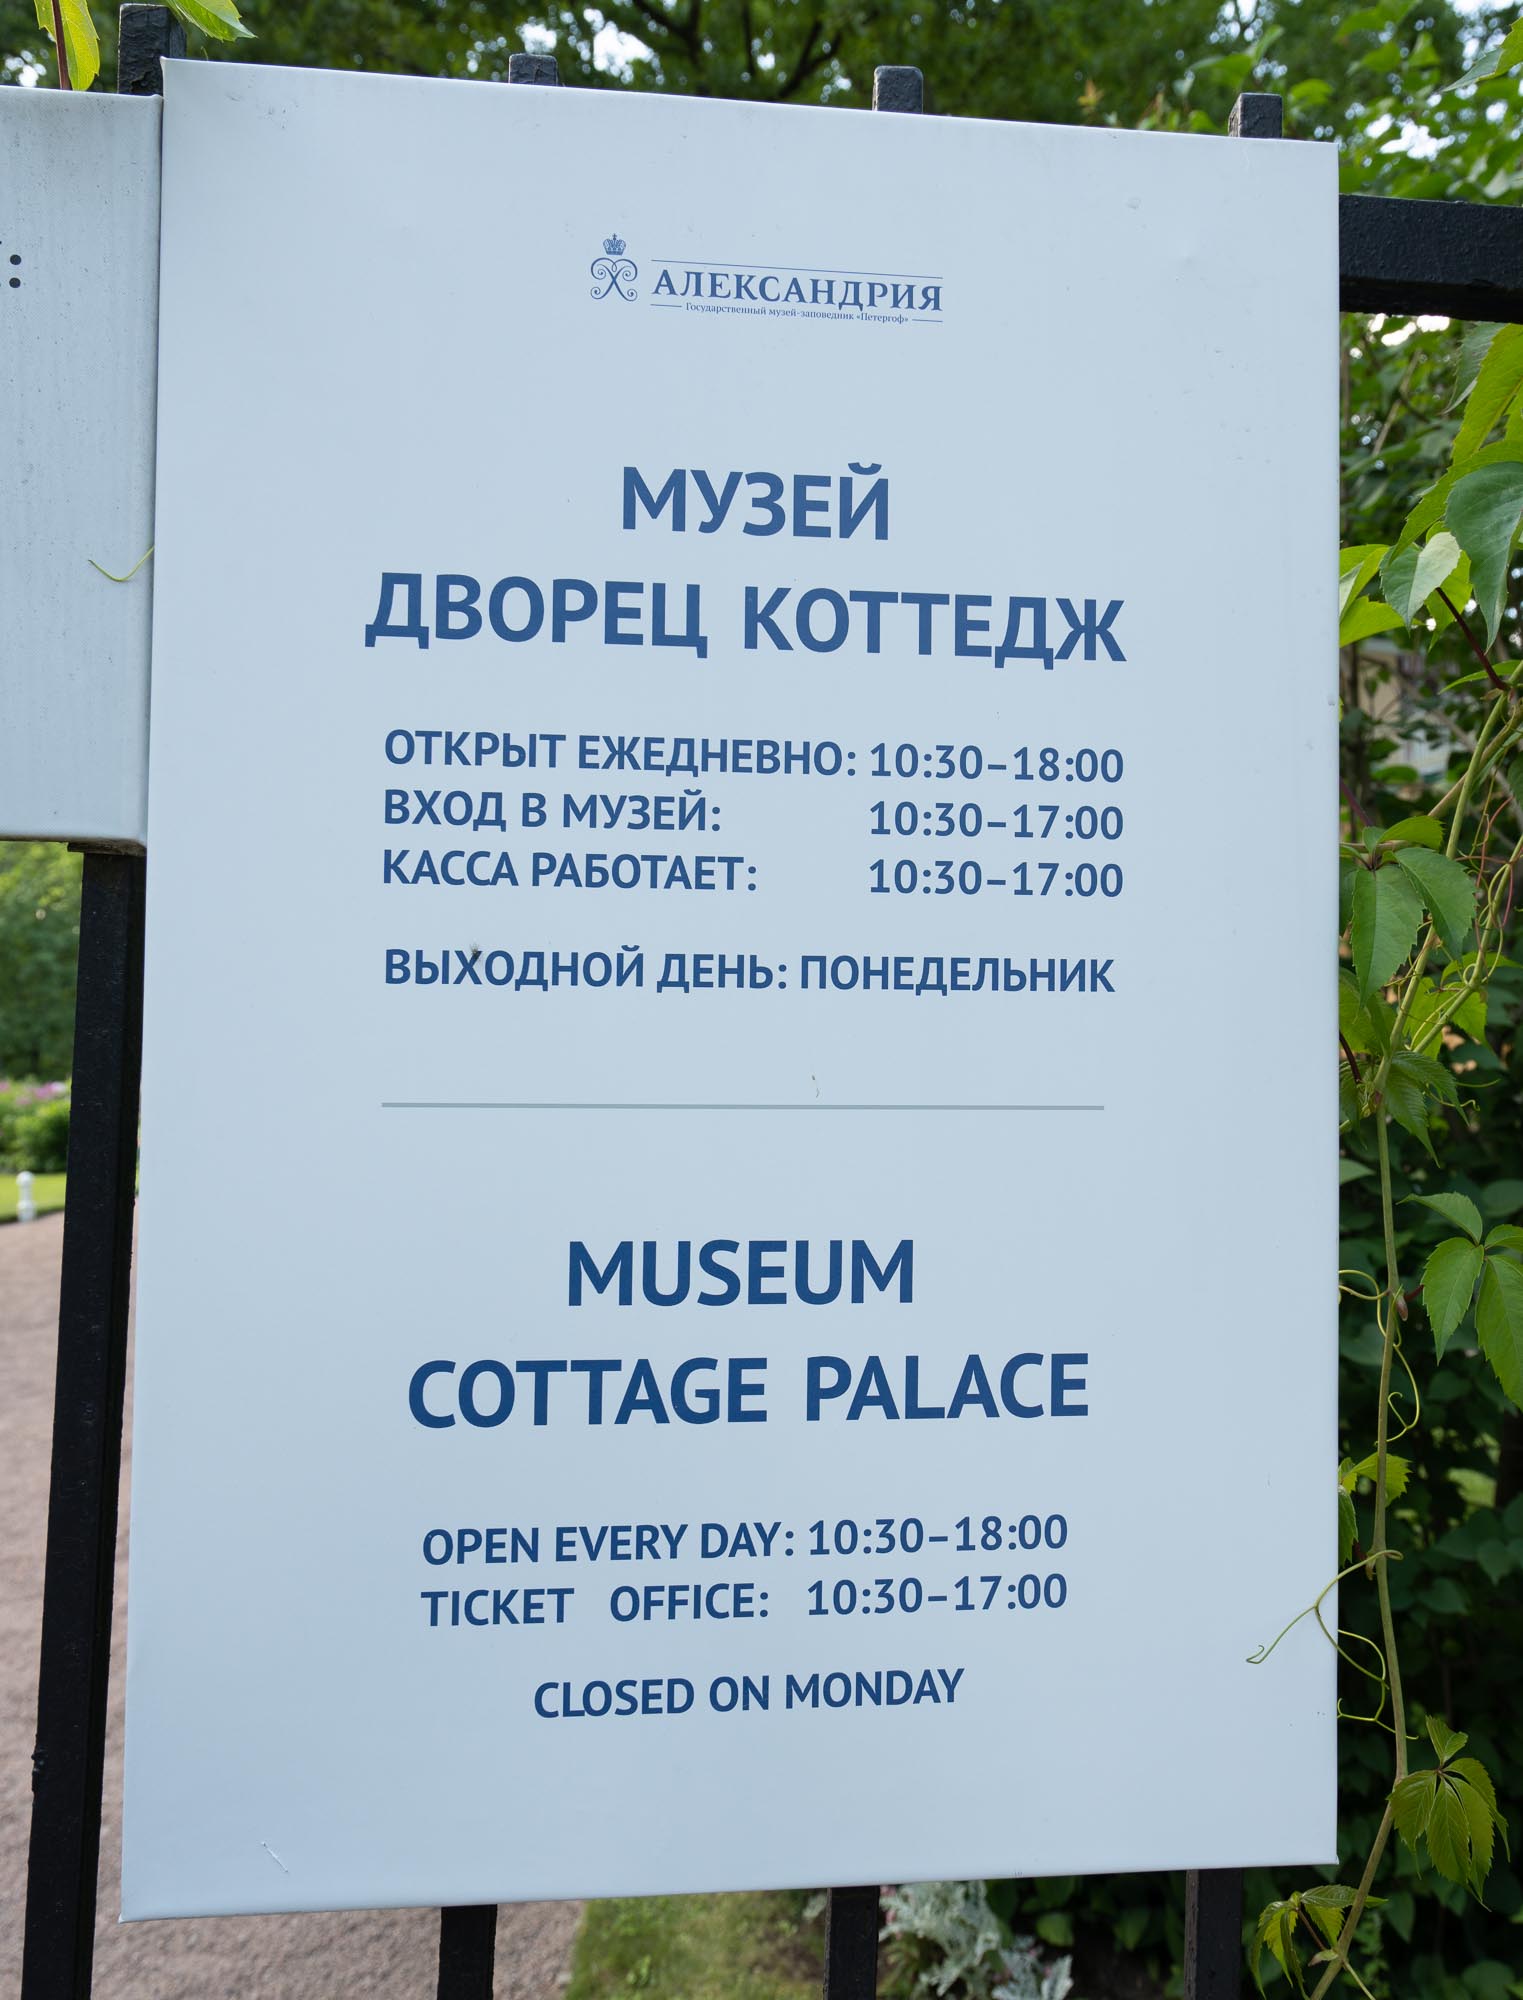 АЛЕКСАНДРИЯ
Государственный музей-заповедник «Петергоф»
МУЗЕЙ
ДВОРЕЦ КОТТЕДЖ
ОТКРЫТ ЕЖЕДНЕВНО: 10:30–18:00
ВХОД В МУЗЕЙ: 10:30–17:00
КАССА РАБОТАЕТ: 10:30–17:00
ВЫХОДНОЙ ДЕНЬ: ПОНЕДЕЛЬНИК
MUSEUM
COTTAGE PALACE
OPEN EVERY DAY: 10:30–18:00
TICKET OFFICE: 10:30–17:00
CLOSED ON MONDAY